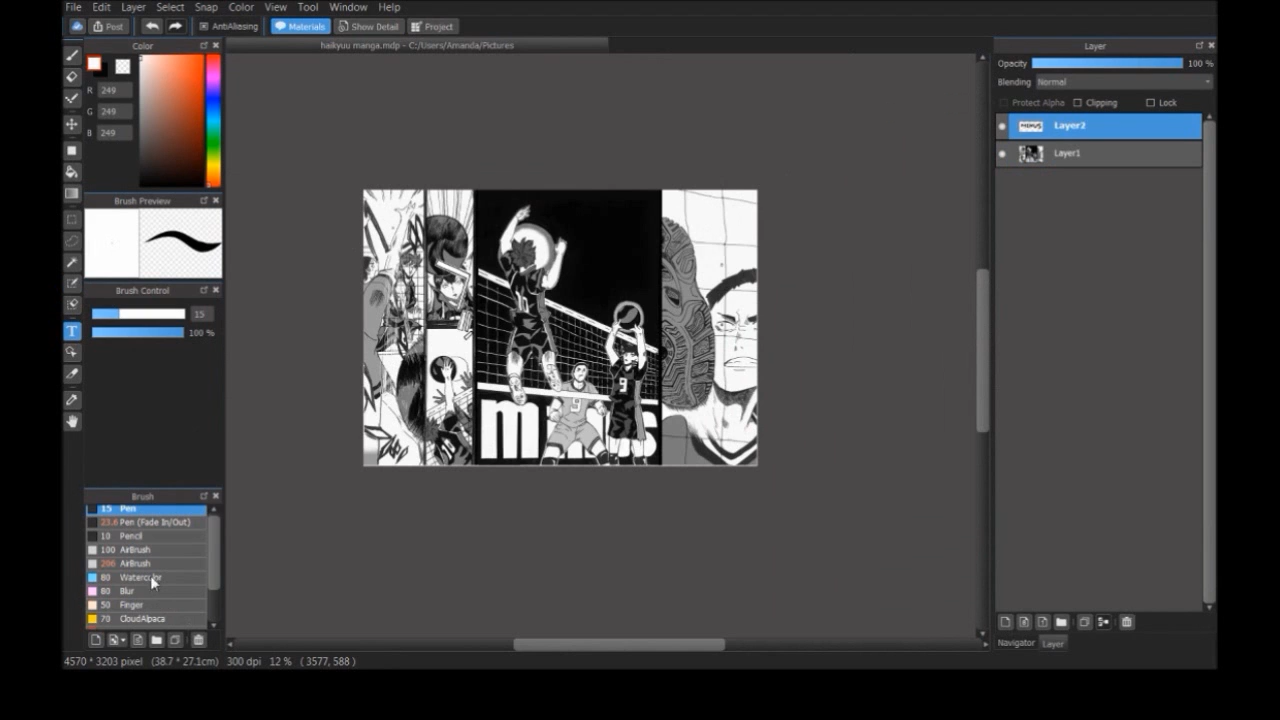 File Edit Layer Select Snap Color View Tool Window Help
Post AntiAliasing Materials Show Detail Project
Color haikyuu manga.mdp - C:/Users/Amanda/Pictures Layer
Opacity 100 %
R 249 Blending Normal
G 249 Protect Alpha Clipping Lock
B 249 Layer2
Layer1
Brush Preview
Brush Control
15
100 %
T
9
9
Brush
15 Pen
23.6 Pen (Fade In/Out)
10 Pencil
100 AirBrush
206 AirBrush
80 Watercolor
80 Blur
50 Finger
70 CloudAlpaca
Navigator Layer
4570 * 3203 pixel (38.7 * 27.1cm) 300 dpi 12 % ( 3577, 588 )